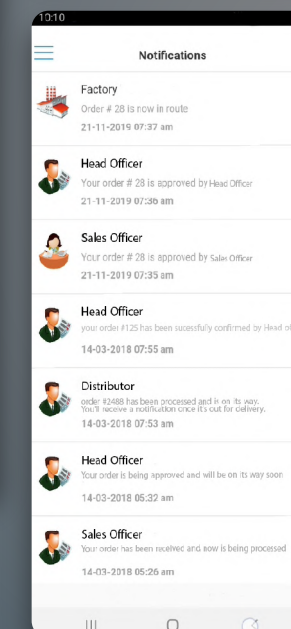 10:10
Notifications
Factory
Order # 28 is now in route
21-11-2019 07:37 am
Head Officer
Your order # 28 is approved by Head Officer
21-11-2019 07:36 am
Sales Officer
Your order # 28 is approved by Sales Officer
21-11-2019 07:35 am
Head Officer
your order #125 has been sucessfully confirmed by Head
14-03-2018 07:55 am
Distributor
order #2488 has been processed and is on its way.
You'll receive a notification once it's out for delivery.
14-03-2018 07:53 am
Head Officer
Your order is being approved and will be on its way soon
14-03-2018 05:32 am
Sales Officer
Your order has been received and now is being processed
14-03-2018 05:26 am